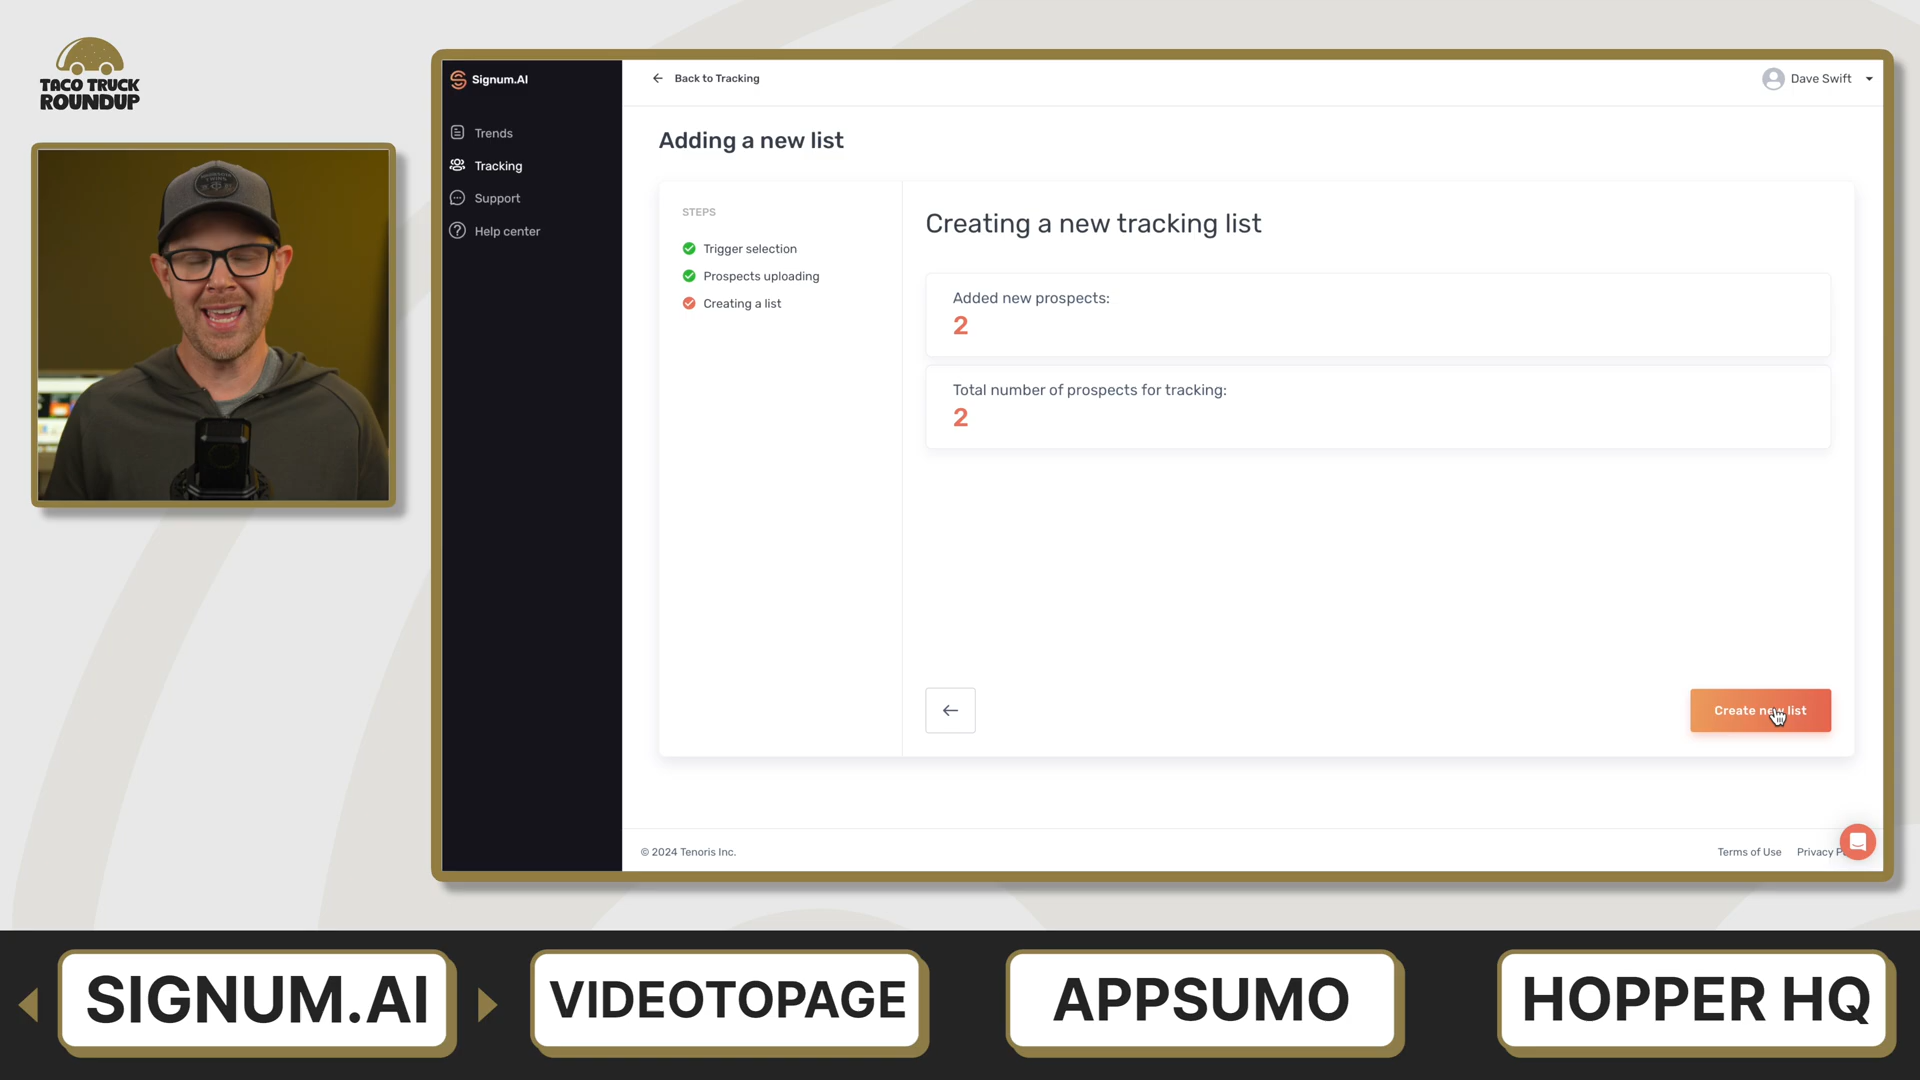 TACO TRUCK
ROUNDUP
Signum.AI
Trends
Tracking
Support
Help center
Back to Tracking
Dave Swift
Adding a new list
STEPS
Trigger selection
Prospects uploading
Creating a list
Creating a new tracking list
Added new prospects:
2
Total number of prospects for tracking:
2
Create new list
© 2024 Tenoris Inc.
Terms of Use
Privacy
SIGNUM.AI
VIDEOTOPAGE
APPSUMO
HOPPER HQ